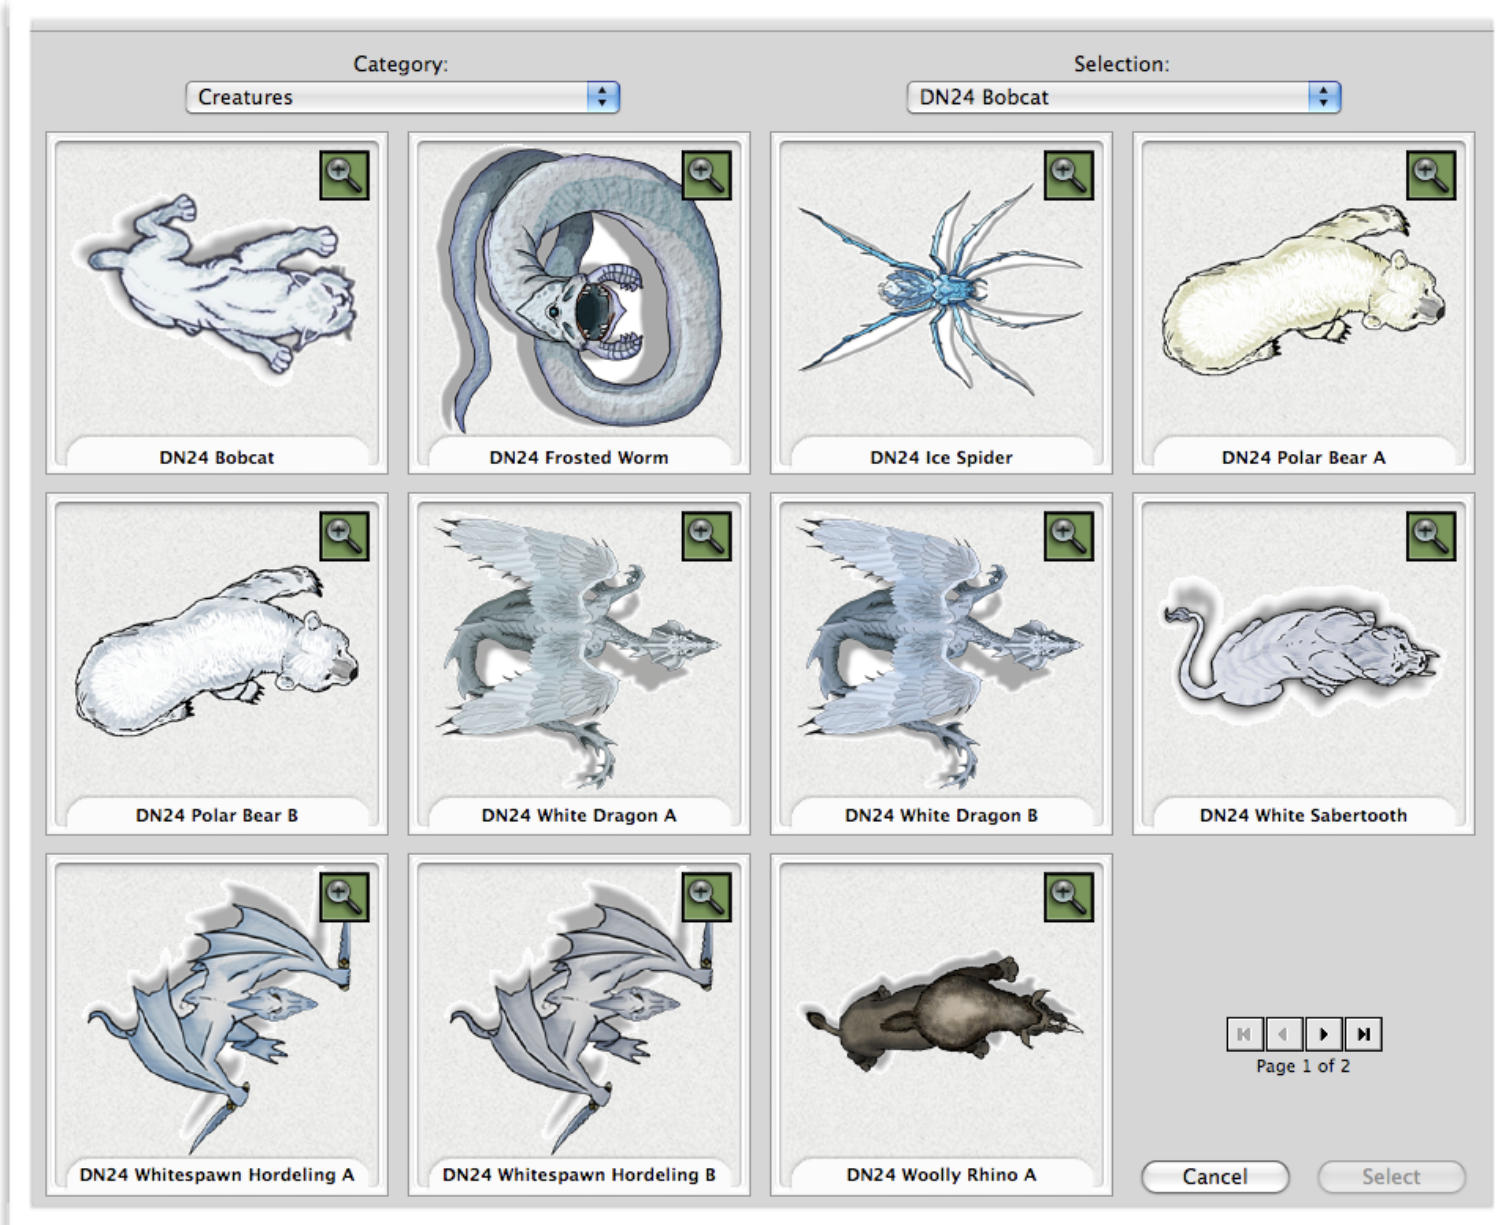 Category:
Selection:
Creatures
DN24 Bobcat
DN24 Bobcat
DN24 Frosted Worm
DN24 Ice Spider
DN24 Polar Bear A
DN24 Polar Bear B
DN24 White Dragon A
DN24 White Dragon B
DN24 White Sabertooth
DN24 Whitespawn Hordeling A
DN24 Whitespawn Hordeling B
DN24 Woolly Rhino A
Page 1 of 2
Cancel
Select